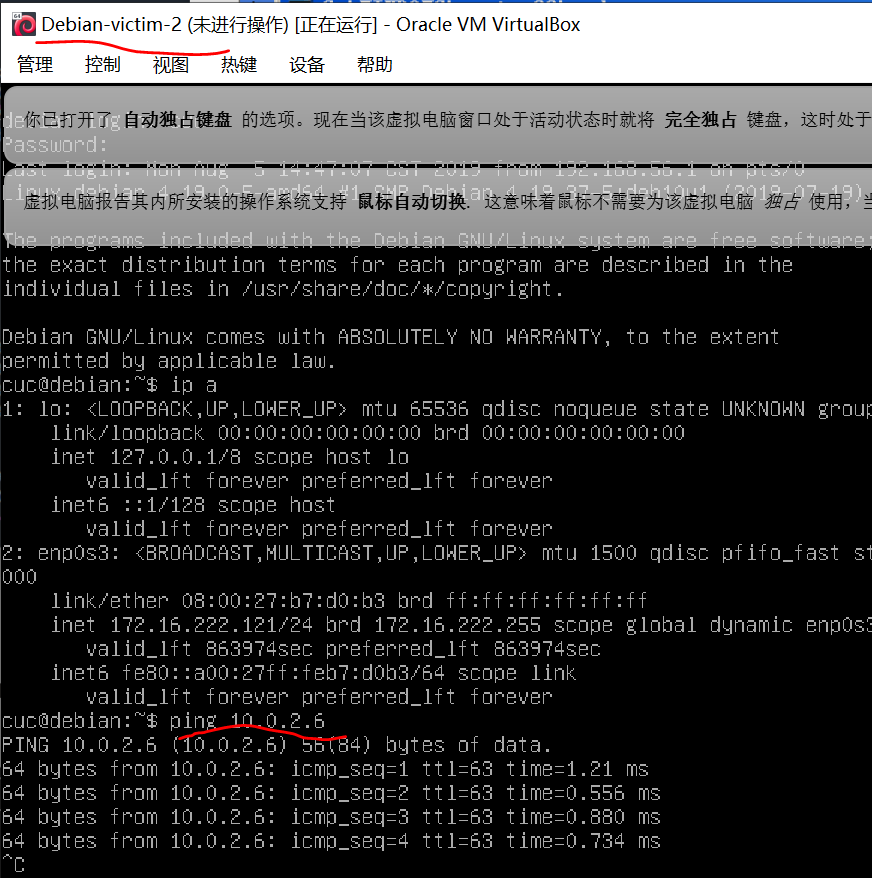 Debian-victim-2 (未进行操作) [正在运行] - Oracle VM VirtualBox
管理 控制 视图 热键 设备 帮助
你已打开了 自动独占键盘 的选项。现在当该虚拟电脑窗口处于活动状态时就将 完全独占 键盘，这时处于
Password:
Last login: Mon Aug 5 14:47:07 CST 2019 from 192.168.56.1 on pts/0
Linux debian 4.19.0-5-amd64 #1 SMP Debian 4.19.37-5+deb10u1 (2019-07-19)
虚拟电脑报告其内所安装的操作系统支持 鼠标自动切换. 这意味着鼠标不需要为该虚拟电脑 独占 使用，当
The programs included with the Debian GNU/Linux system are free software;
the exact distribution terms for each program are described in the
individual files in /usr/share/doc/*/copyright.
Debian GNU/Linux comes with ABSOLUTELY NO WARRANTY, to the extent
permitted by applicable law.
cuc@debian:~$ ip a
1: lo: <LOOPBACK,UP,LOWER_UP> mtu 65536 qdisc noqueue state UNKNOWN group
link/loopback 00:00:00:00:00:00 brd 00:00:00:00:00:00
inet 127.0.0.1/8 scope host lo
valid_lft forever preferred_lft forever
inet6 ::1/128 scope host
valid_lft forever preferred_lft forever
2: enp0s3: <BROADCAST,MULTICAST,UP,LOWER_UP> mtu 1500 qdisc pfifo_fast st
000
link/ether 08:00:27:b7:d0:b3 brd ff:ff:ff:ff:ff:ff
inet 172.16.222.121/24 brd 172.16.222.255 scope global dynamic enp0s3
valid_lft 863974sec preferred_lft 863974sec
inet6 fe80::a00:27ff:feb7:d0b3/64 scope link
valid_lft forever preferred_lft forever
cuc@debian:~$ ping 10.0.2.6
PING 10.0.2.6 (10.0.2.6) 56(84) bytes of data.
64 bytes from 10.0.2.6: icmp_seq=1 ttl=63 time=1.21 ms
64 bytes from 10.0.2.6: icmp_seq=2 ttl=63 time=0.556 ms
64 bytes from 10.0.2.6: icmp_seq=3 ttl=63 time=0.880 ms
64 bytes from 10.0.2.6: icmp_seq=4 ttl=63 time=0.734 ms
^C